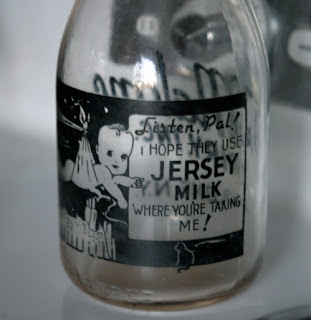 Listen, Pal!
I HOPE THEY USE
JERSEY
MILK
WHERE YOU'RE TAKING
ME!